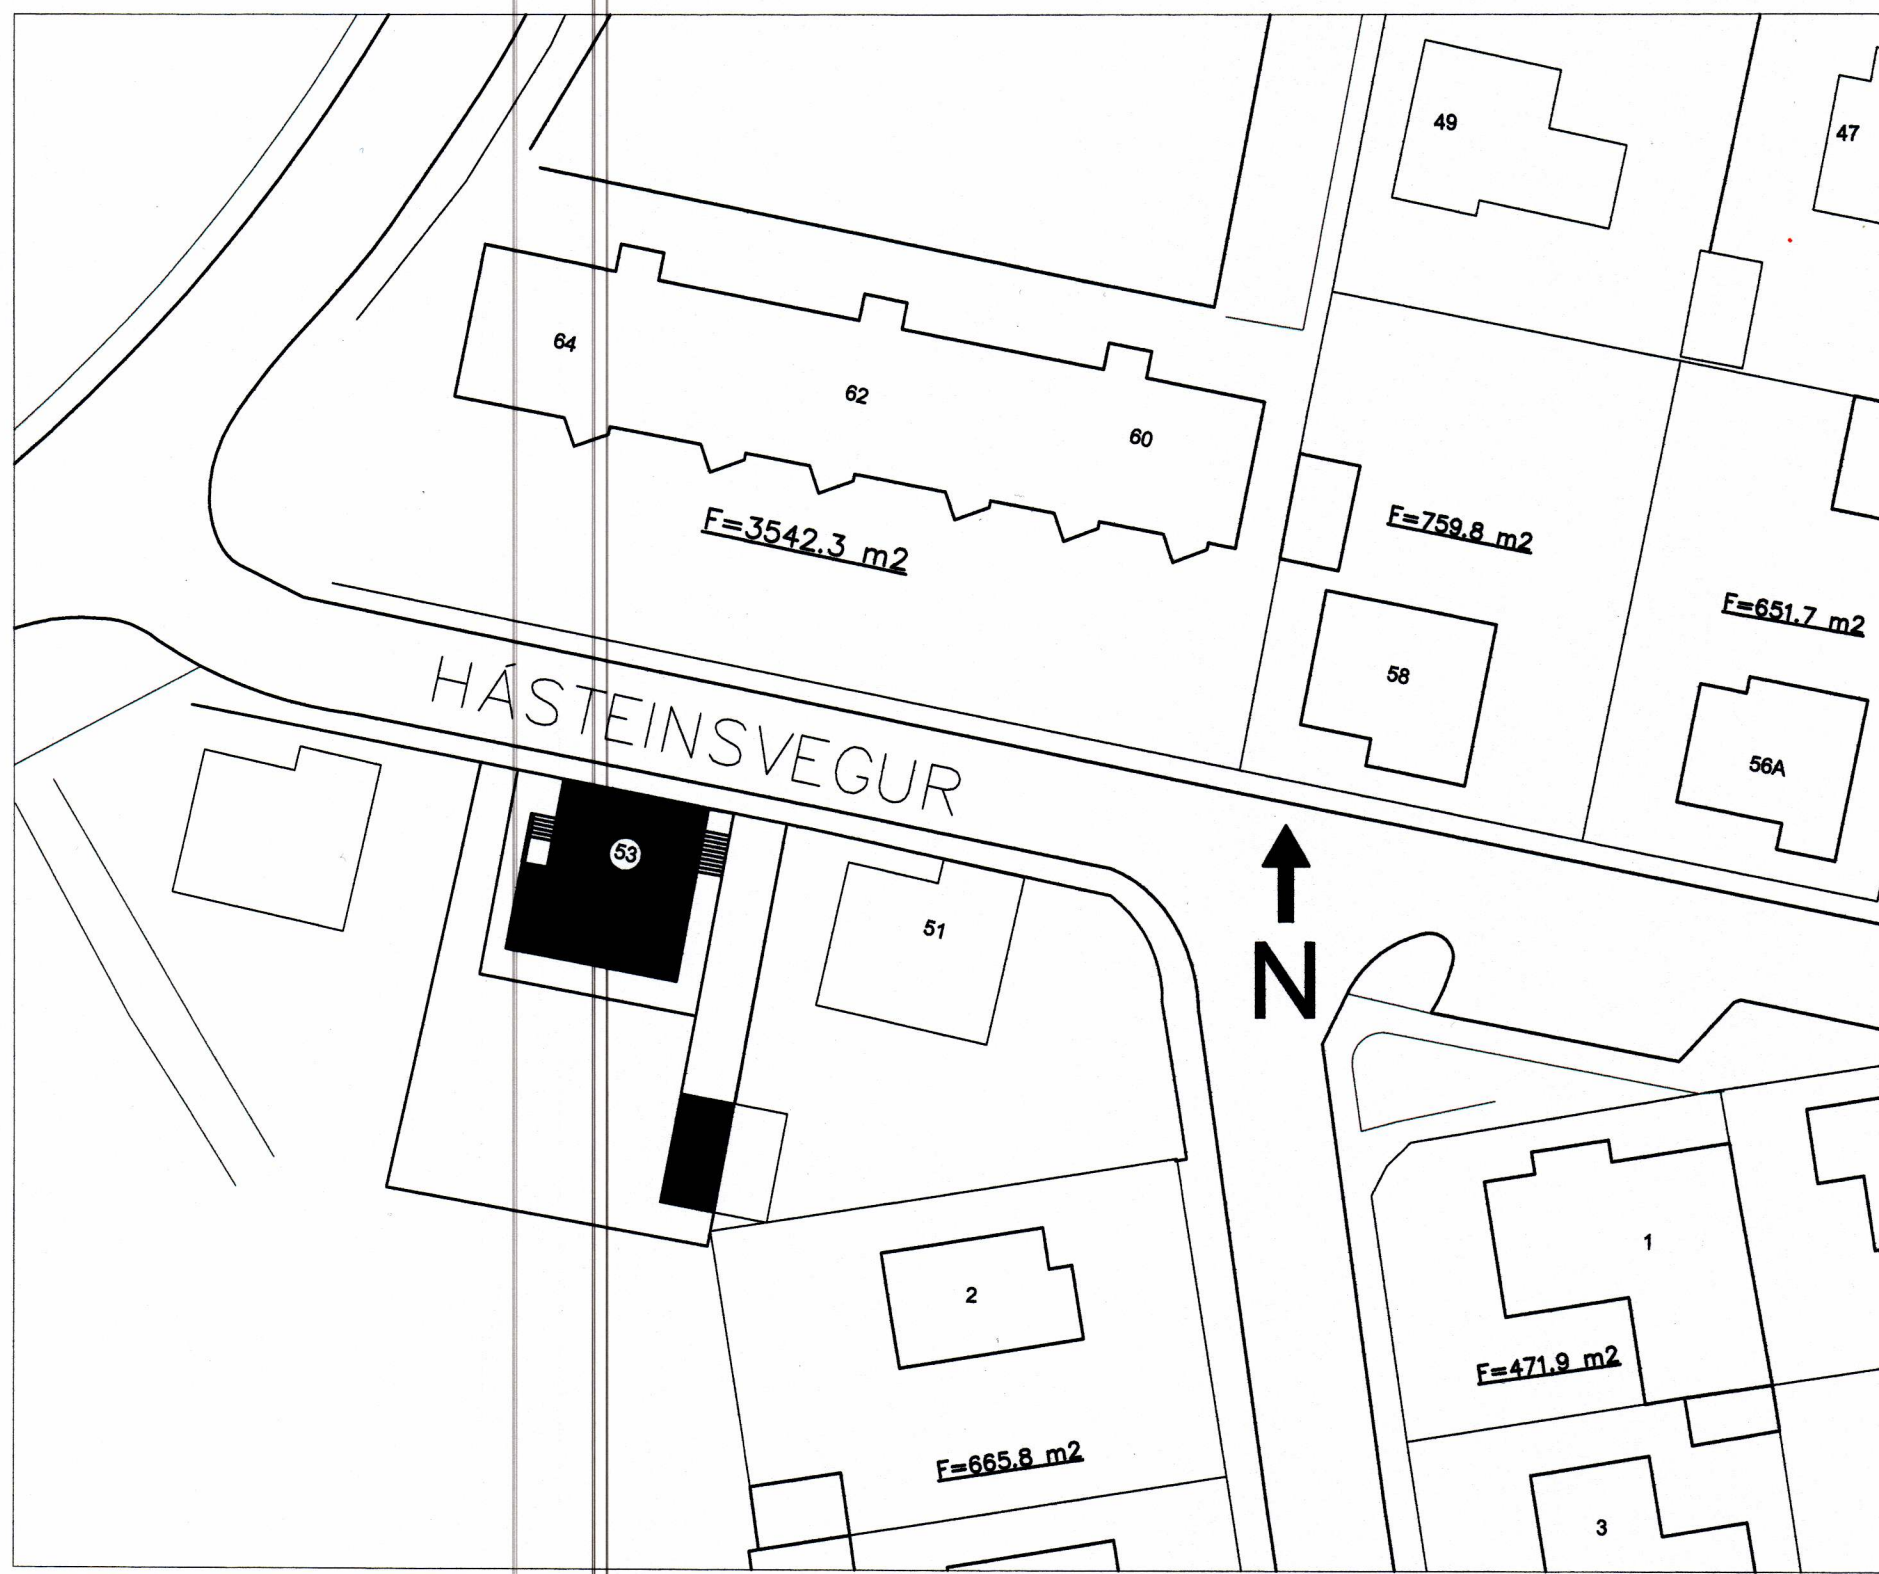 49
47
64
62
60
F=3542.3 m2
F=759.8 m2
F=651.7 m2
HÁSTEINSVEGUR
58
56A
53
51
N
2
1
F=471.9 m2
F=665.8 m2
3